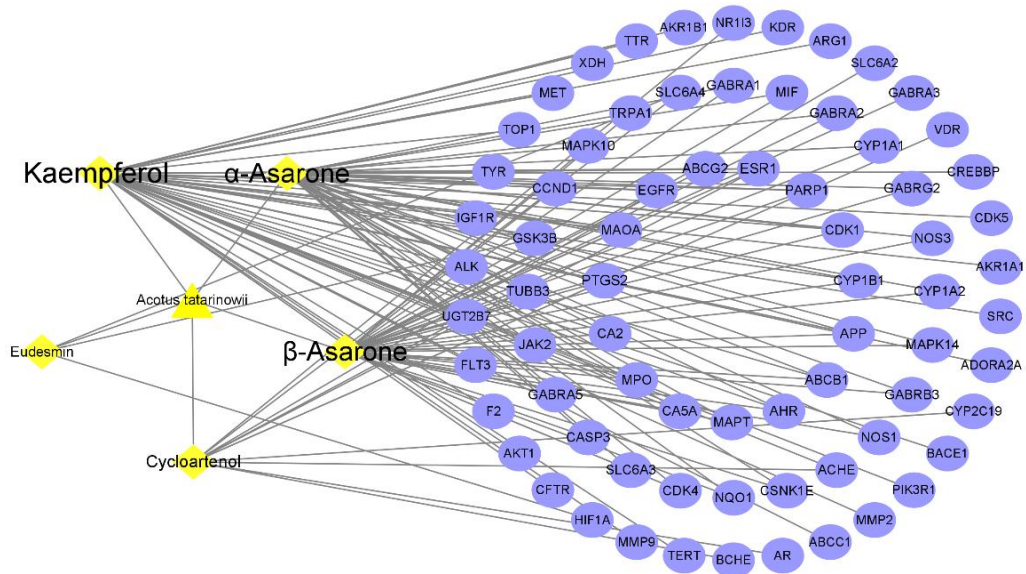 Kaempferol
α-Asarone
Acotus tatarinowii
Eudesmin
β-Asarone
Cycloartenol
NR1I3
AKR1B1
KDR
TTR
ARG1
XDH
SLC6A2
MET
SLC6A4
GABRA1
MIF
GABRA3
TRPA1
GABRA2
TOP1
MAPK10
CYP1A1
VDR
TYR
CCND1
EGFR
ABCG2
ESR1
PARP1
GABRG2
CREBBP
IGF1R
GSK3B
MAOA
CDK1
NOS3
CDK5
ALK
TUBB3
PTGS2
CYP1B1
CYP1A2
AKR1A1
UGT2B7
JAK2
CA2
APP
MAPK14
SRC
FLT3
GABRA5
MPO
ABCB1
GABRB3
ADORA2A
F2
CASP3
CA5A
MAPT
AHR
NOS1
CYP2C19
AKT1
SLC6A3
ACHE
BACE1
CFTR
CDK4
NQO1
CSNK1E
PIK3R1
HIF1A
MMP2
MMP9
TERT
BCHE
AR
ABCC1